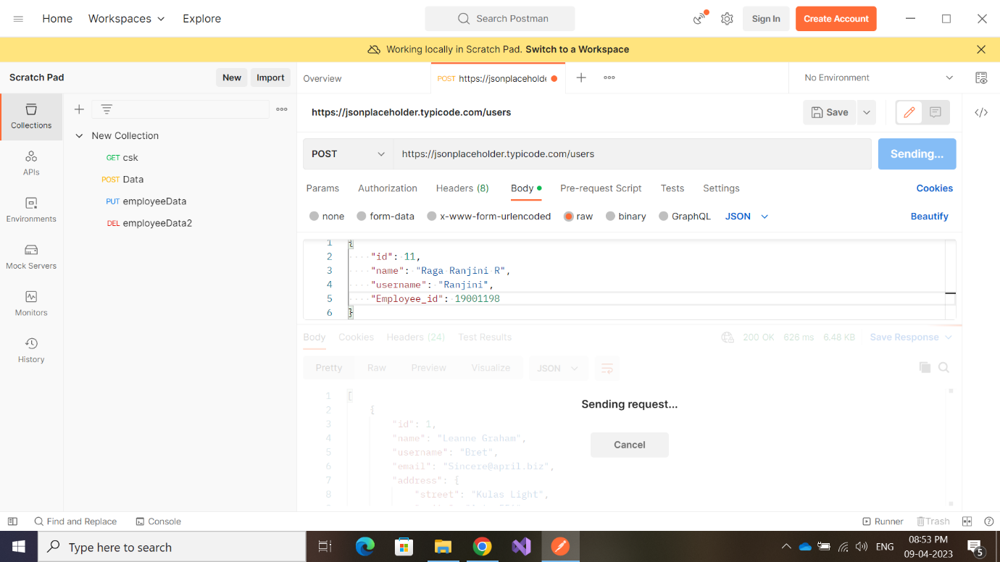 Home Workspaces Explore Search Postman Sign In Create Account
Working locally in Scratch Pad. Switch to a Workspace
Scratch Pad New Import
Overview POST https://jsonplaceholde No Environment
Collections
APIs
Environments
Mock Servers
Monitors
History
New Collection
GET csk
POST Data
PUT employeeData
DEL employeeData2
https://jsonplaceholder.typicode.com/users Save
POST https://jsonplaceholder.typicode.com/users Sending...
Params Authorization Headers (8) Body Pre-request Script Tests Settings Cookies
none form-data x-www-form-urlencoded raw binary GraphQL JSON Beautify
1 {
2 "id": 11,
3 "name": "Raga Ranjini R",
4 "username": "Ranjini",
5 "Employee_id": 19001198
6 }
Body Cookies Headers (24) Test Results 200 OK 626 ms 6.48 KB Save Response
Pretty Raw Preview Visualize JSON
1 [
2 {
3 "id": 1,
4 "name": "Leanne Graham",
5 "username": "Bret",
6 "email": "Sincere@april.biz",
7 "address": {
8 "street": "Kulas Light",
Sending request...
Cancel
Find and Replace Console Runner Trash
Type here to search ENG 08:53 PM
09-04-2023 5